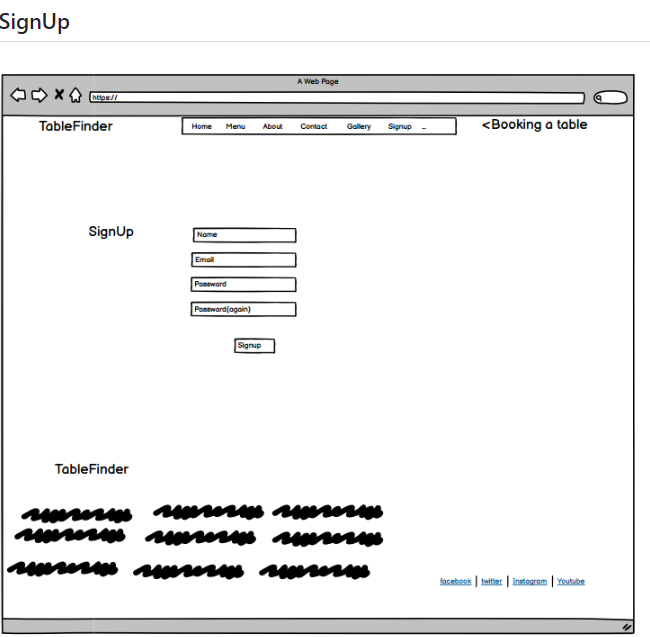 SignUp
A Web Page
https://
TableFinder Home Menu About Contact Gallery Signup ... <Booking a table
SignUp
Name
Email
Password
Password(again)
Signup
TableFinder
facebook | twitter | Instagram | Youtube